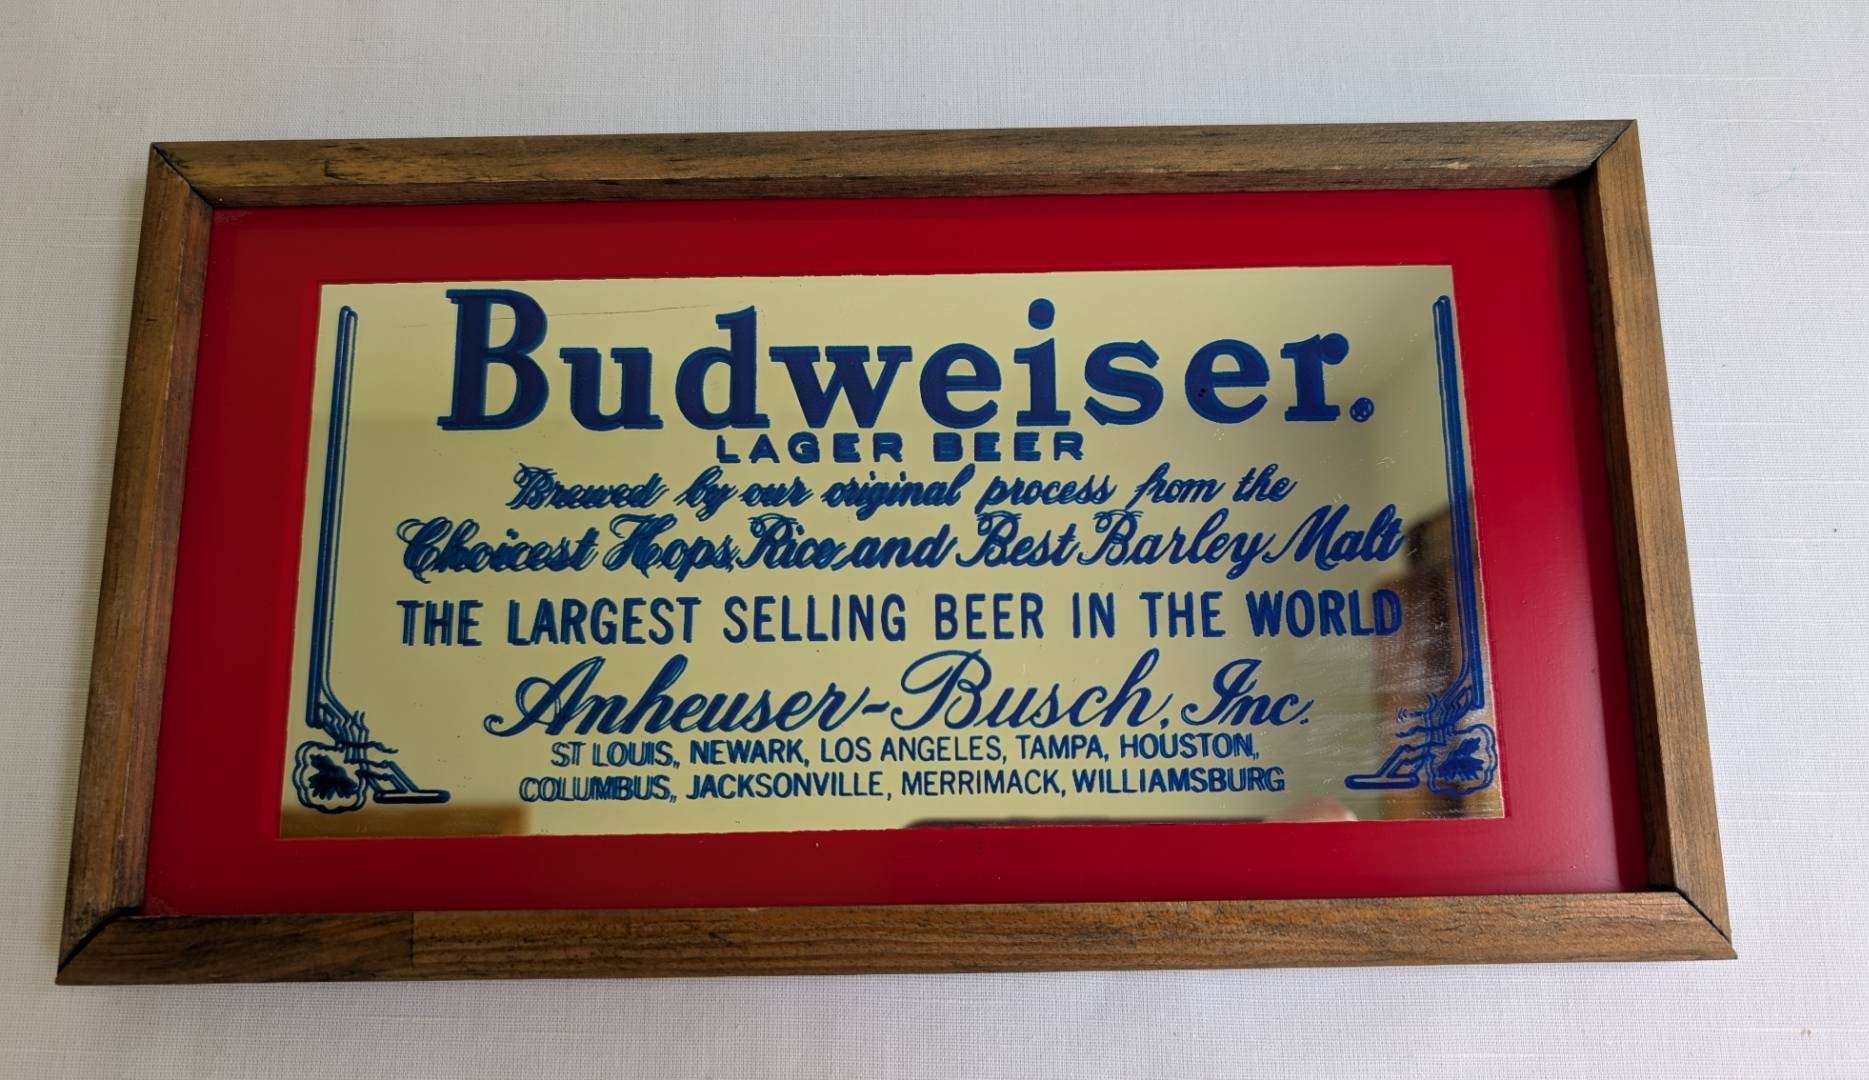 Budweiser®
LAGER BEER
Brewed by our original process from the
Choicest Hops, Rice and Best Barley Malt
THE LARGEST SELLING BEER IN THE WORLD
Anheuser-Busch, Inc.
ST LOUIS, NEWARK, LOS ANGELES, TAMPA, HOUSTON,
COLUMBUS, JACKSONVILLE, MERRIMACK, WILLIAMSBURG